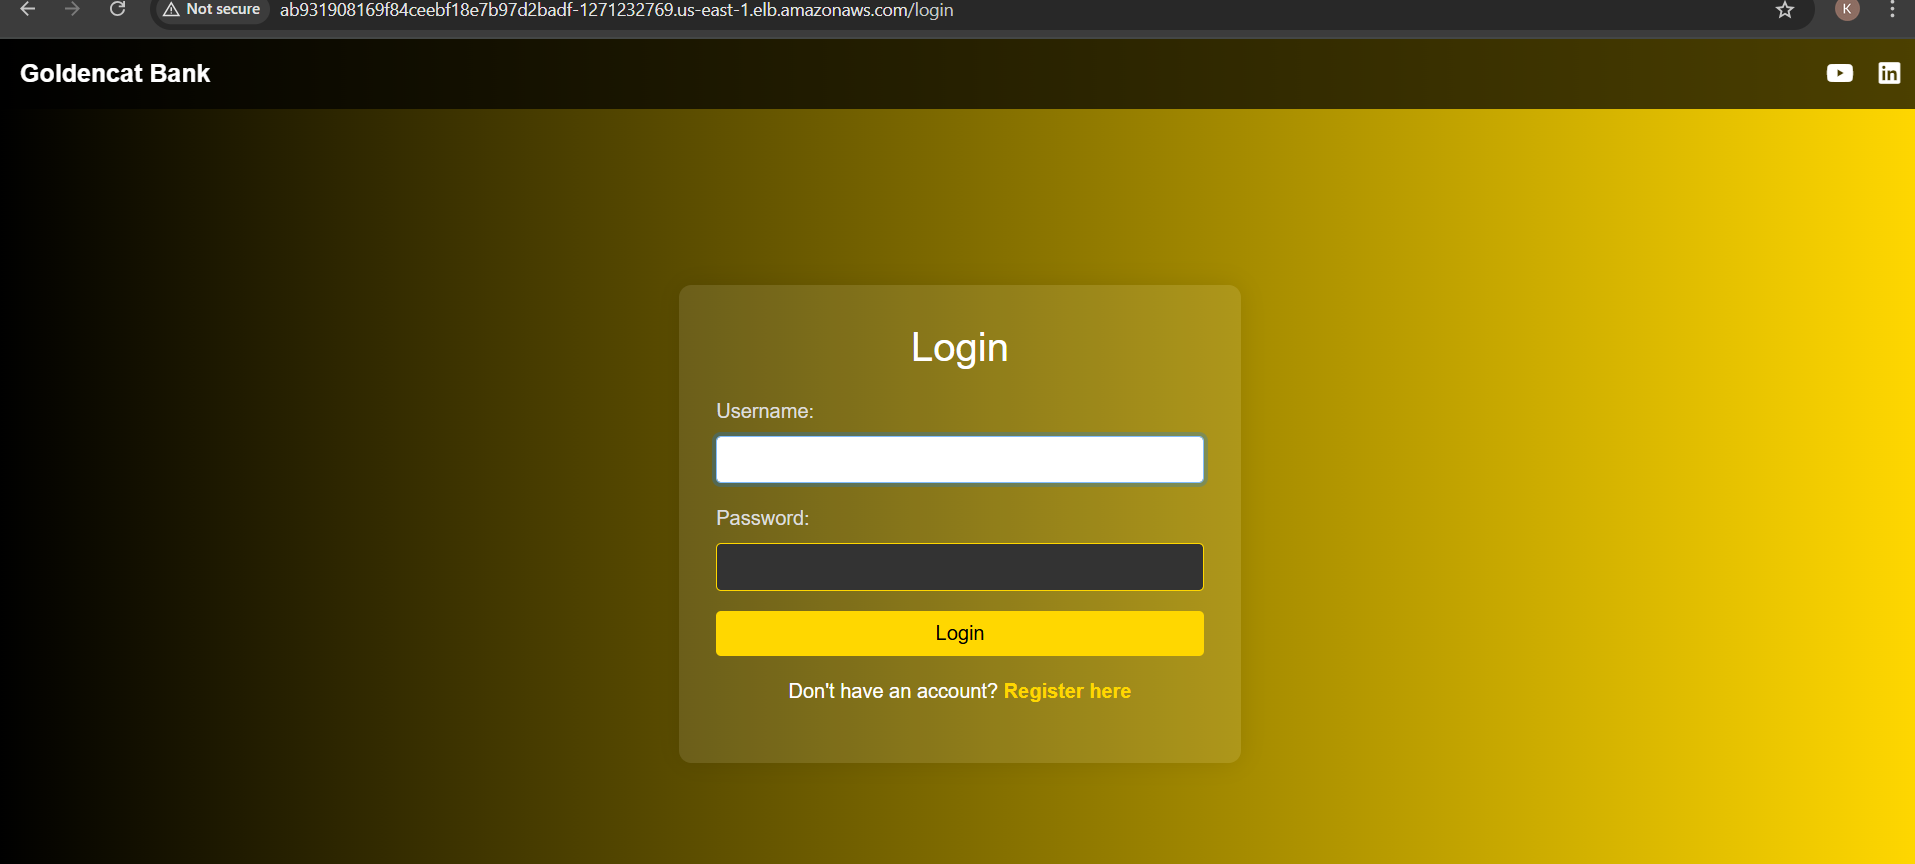 Not secure ab931908169f84ceebf18e7b97d2badf-1271232769.us-east-1.elb.amazonaws.com/login K
Goldencat Bank in
Login
Username:
Password:
Login
Don't have an account? Register here